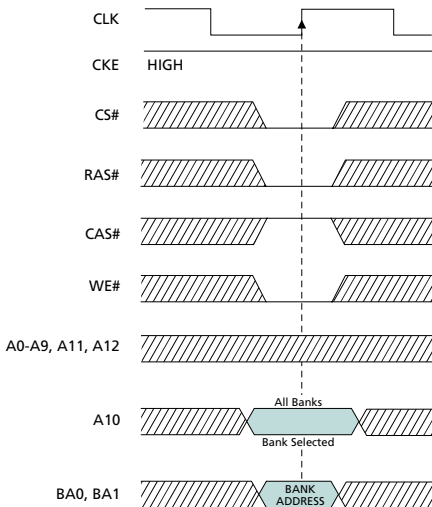 CLK
CKE HIGH
CS#
RAS#
CAS#
WE#
A0-A9, A11, A12
All Banks
A10
Bank Selected
BA0, BA1
BANK
ADDRESS